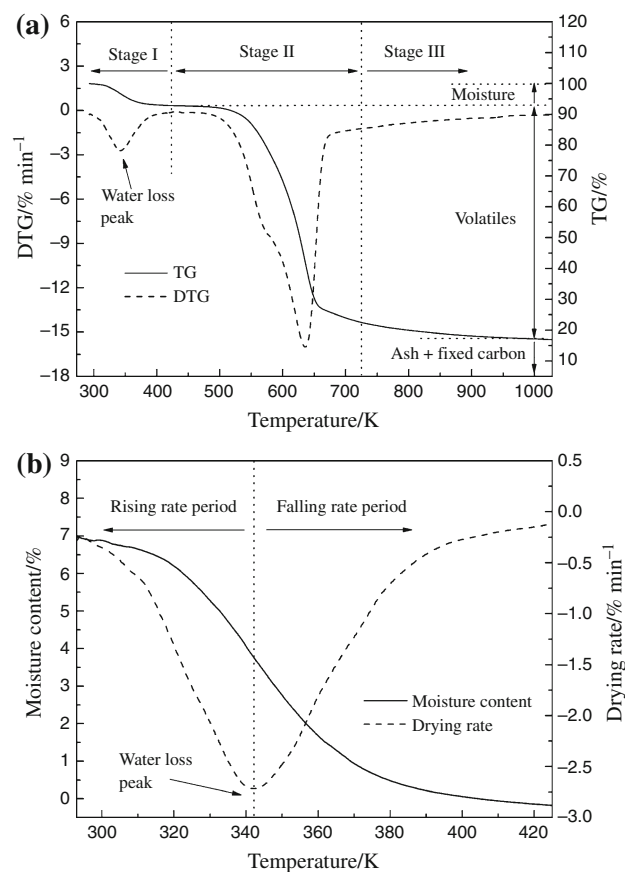 (a)
6
3
0
-3
-6
-9
-12
-15
-18
DTG/% min⁻¹
Stage I
Stage II
Stage III
Moisture
Water loss
peak
Volatiles
TG
DTG
Ash + fixed carbon
120
110
100
90
80
70
60
50
40
30
20
10
TG/%
300 400 500 600 700 800 900 1000
Temperature/K
(b)
9
8
7
6
5
4
3
2
1
0
Moisture content/%
Rising rate period
Falling rate period
Moisture content
Drying rate
Water loss
peak
0.5
0.0
-0.5
-1.0
-1.5
-2.0
-2.5
-3.0
Drying rate/% min⁻¹
300 320 340 360 380 400 420
Temperature/K